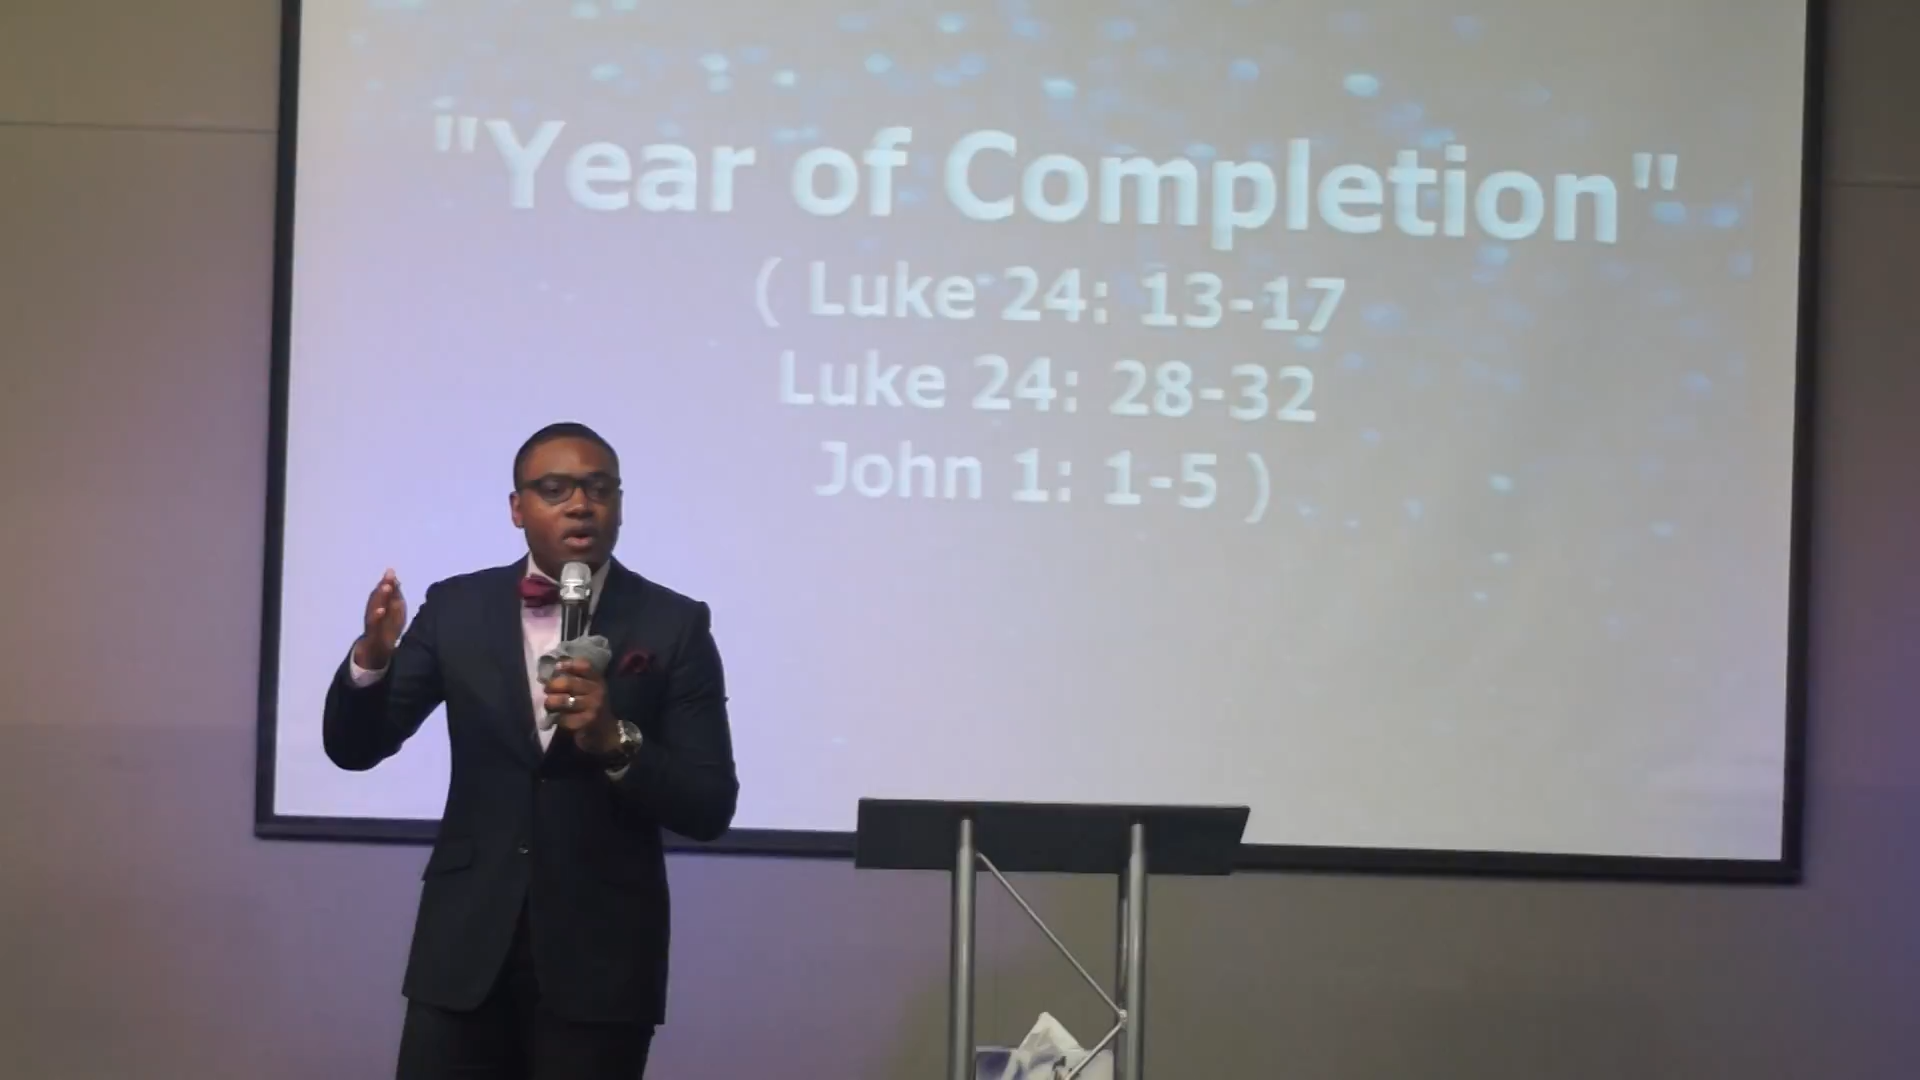 "Year of Completion"
( Luke 24: 13-17
Luke 24: 28-32
John 1: 1-5 )